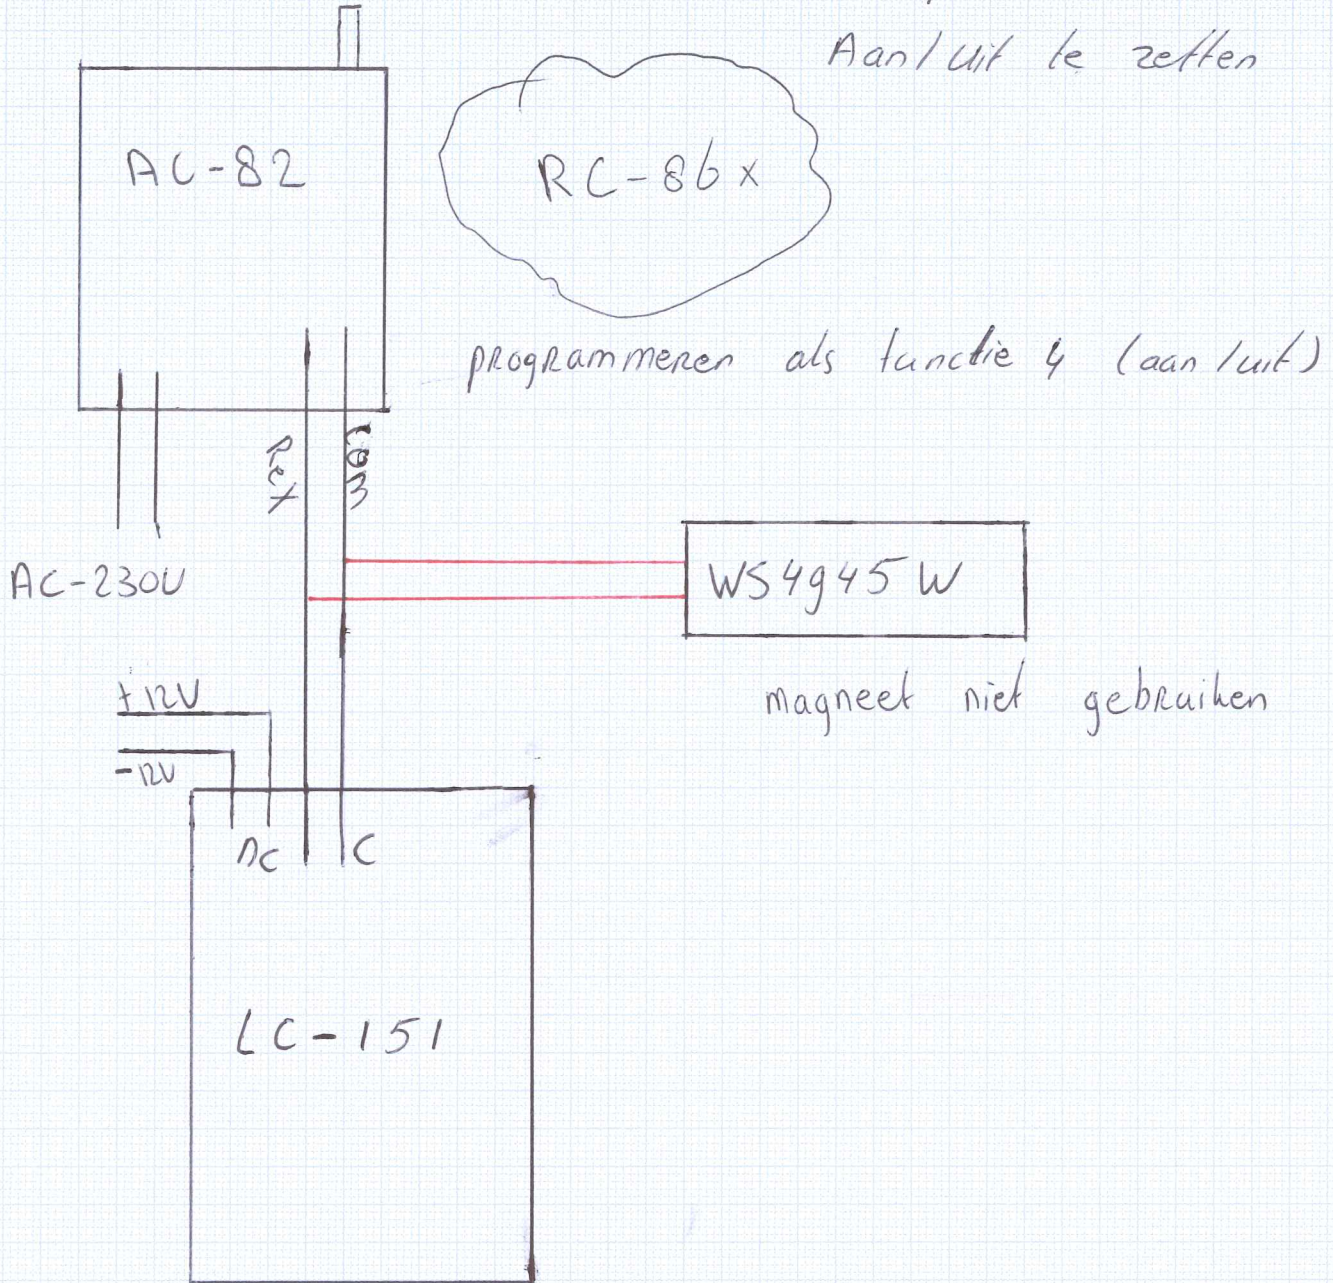 Aan/uit te zetten
AC-82
RC-86x
programmeren als functie 4 (aan/uit)
Rex
com
AC-230V
WS4945W
+12V
magneet niet gebruiken
-12V
DC
C
LC-151